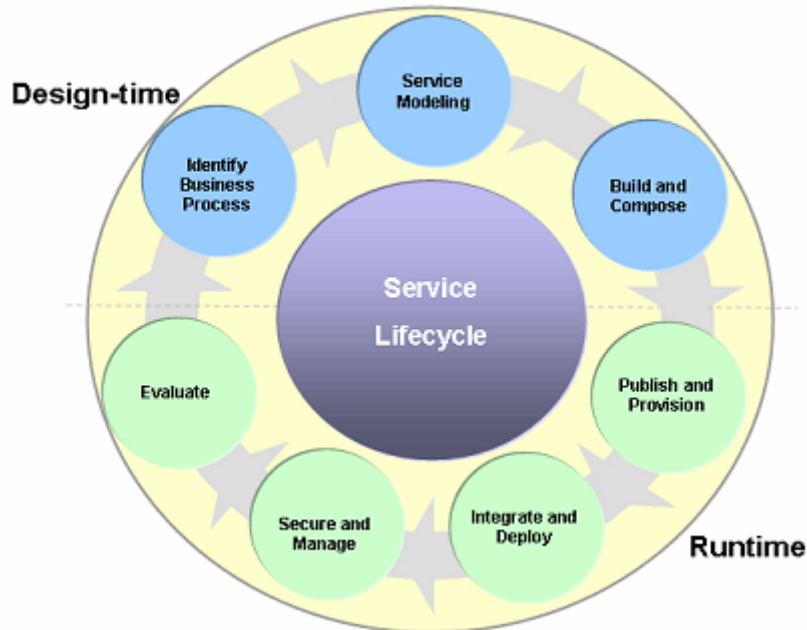 Design-time
Service
Modeling
Identify
Business
Process
Build and
Compose
Service
Lifecycle
Evaluate
Publish and
Provision
Secure and
Manage
Integrate and
Deploy
Runtime